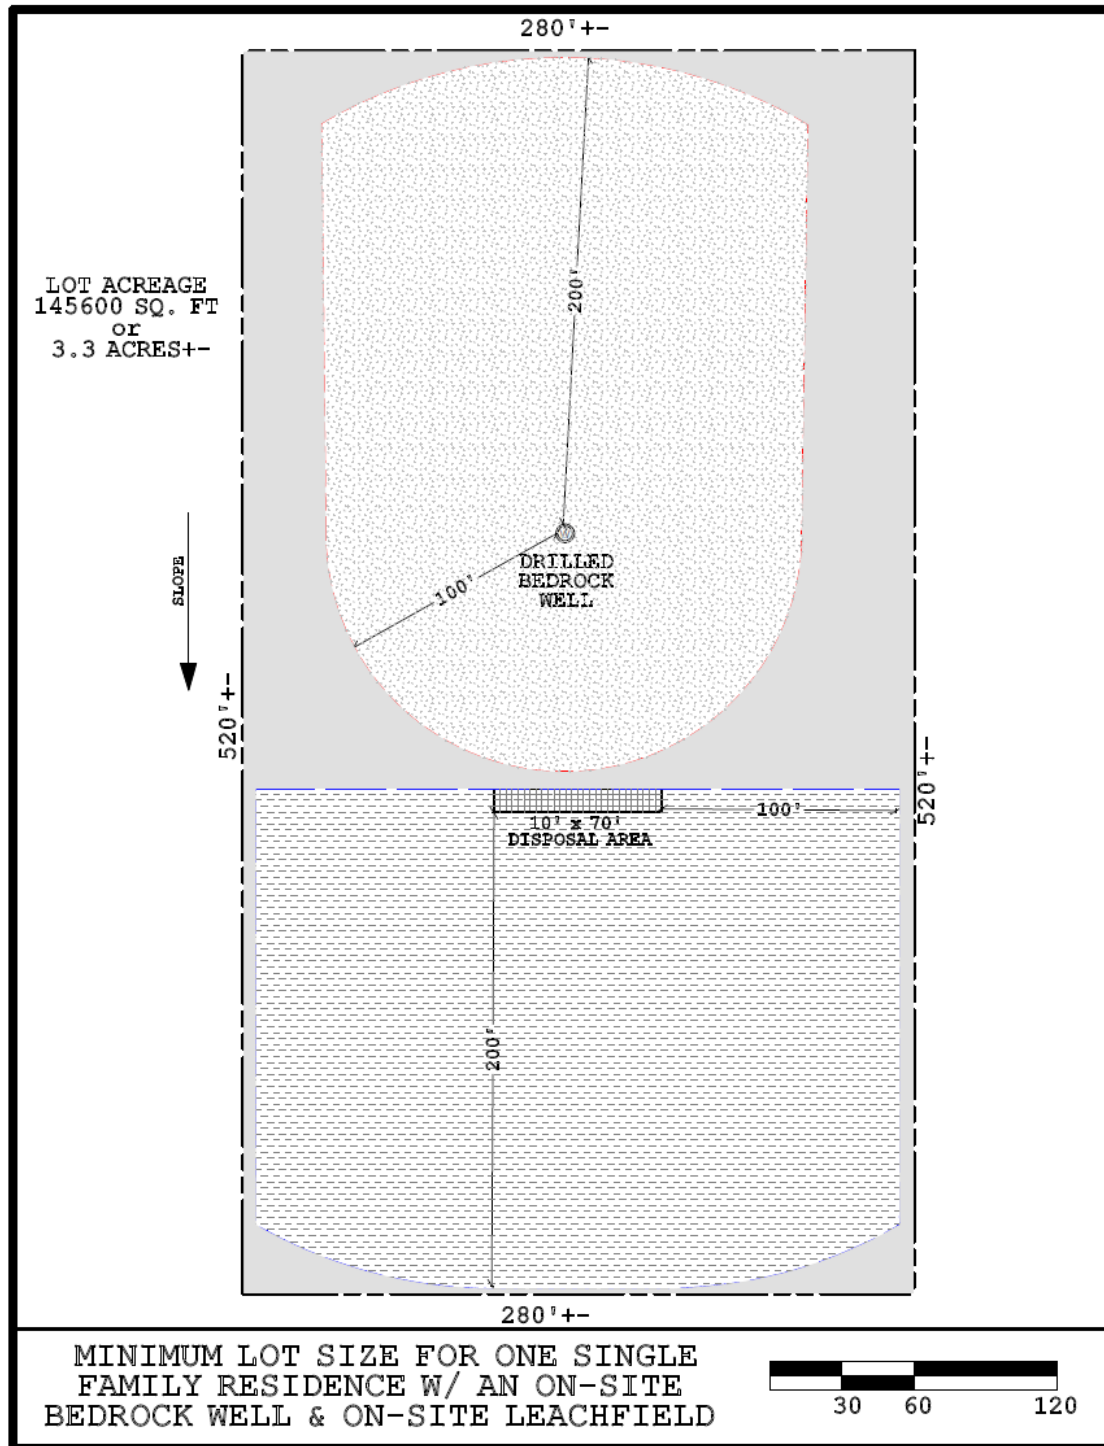 280'+-
LOT ACREAGE
145600 SQ. FT
or
3.3 ACRES+-
200'
W
DRILLED
BEDROCK
WELL
100'
SLOPE
520'+-
520'+-
100'
10' x 70'
DISPOSAL AREA
200'
280'+-
MINIMUM LOT SIZE FOR ONE SINGLE
FAMILY RESIDENCE W/ AN ON-SITE
BEDROCK WELL & ON-SITE LEACHFIELD
30 60 120